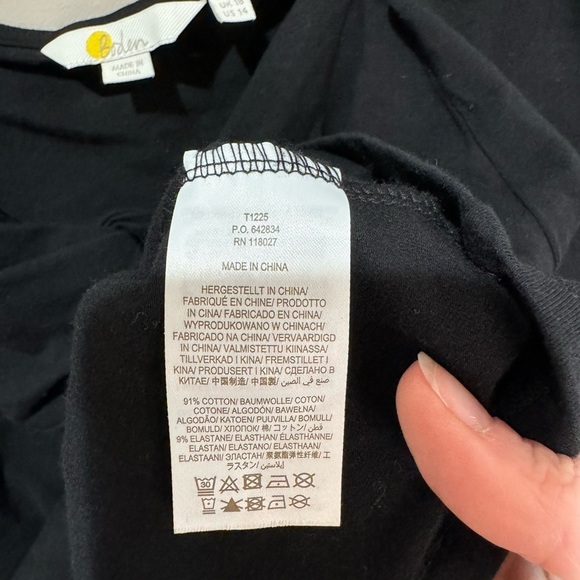 Boden
MADE IN
CHINA
UK 18
US 14
T1225
P.O. 642834
RN 118027
MADE IN CHINA
HERGESTELLT IN CHINA/
FABRIQUÉ EN CHINE/ PRODOTTO
IN CINA/ FABRICADO EN CHINA/
WYPRODUKOWANO W CHINACH/
FABRICADO NA CHINA/ VERVAARDIGD
IN CHINA/ VALMISTETTU KIINASSA/
TILLVERKAD I KINA/ FREMSTILLET I
KINA/ PRODUSERT I KINA/ СДЕЛАНО В
КИТАЕ/ 中国制造/ 中国製/ صنع في الصين
91% COTTON/ BAUMWOLLE/ COTON/
COTONE/ ALGODÓN/ BAWEŁNA/
ALGODÃO/ KATOEN/ PUUVILLA/ BOMULL/
BOMULD/ ХЛОПОК/ 棉/ コットン/ قطن
9% ELASTANE/ ELASTHAN/ ÉLASTHANNE/
ELASTAN/ ELASTANO/ ELASTAAN/
ELASTAANI/ ЭЛАСТАН/ 聚氨酯弹性纤维/ エ
ラスタン/ إيلاستين
30